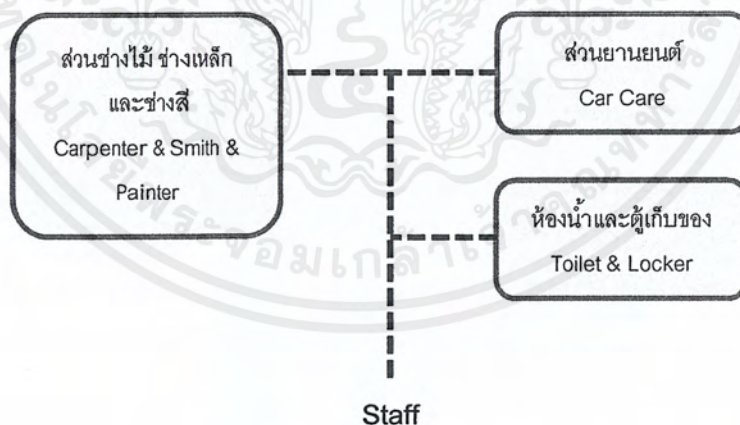 ส่วนช่างไม้ ช่างเหล็ก
และช่างสี
Carpenter & Smith &
Painter
ส่วนยานยนต์
Car Care
ห้องน้ำและตู้เก็บของ
Toilet & Locker
Staff